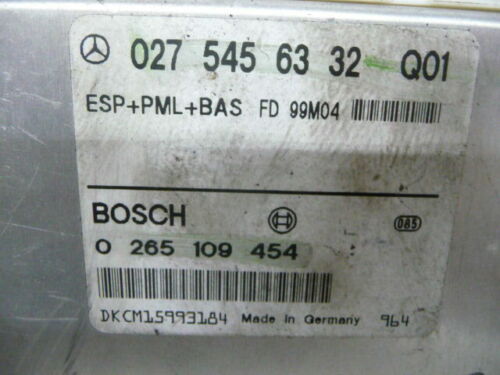 027 545 63 32 Q01
ESP+PML+BAS FD 99M04
BOSCH
085
0 265 109 454
DKCM15993184 Made in Germany 964